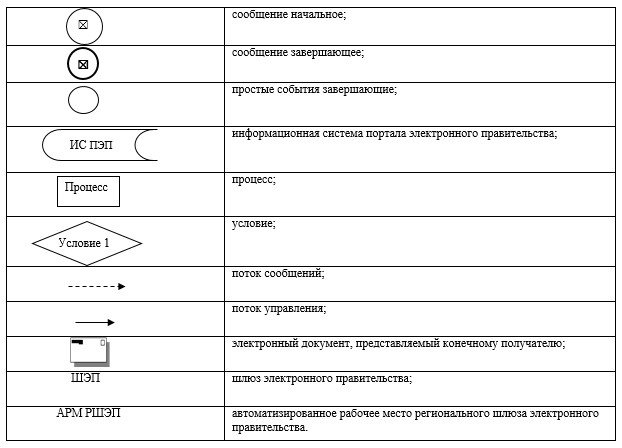 сообщение начальное;
сообщение завершающее;
простые события завершающие;
ИС ПЭП
информационная система портала электронного правительства;
Процесс
процесс;
условие;
Условие 1
поток сообщений;
поток управления;
электронный документ, представляемый конечному получателю;
ШЭП
шлюз электронного правительства;
АРМ РШЭП
автоматизированное рабочее место регионального шлюза электронного
правительства.